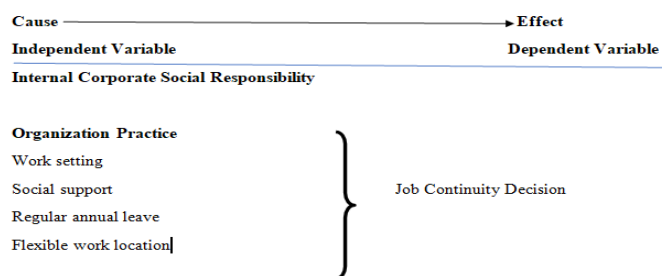 Cause Effect
Independent Variable Dependent Variable
Internal Corporate Social Responsibility
Organization Practice
Work setting
Social support Job Continuity Decision
Regular annual leave
Flexible work location